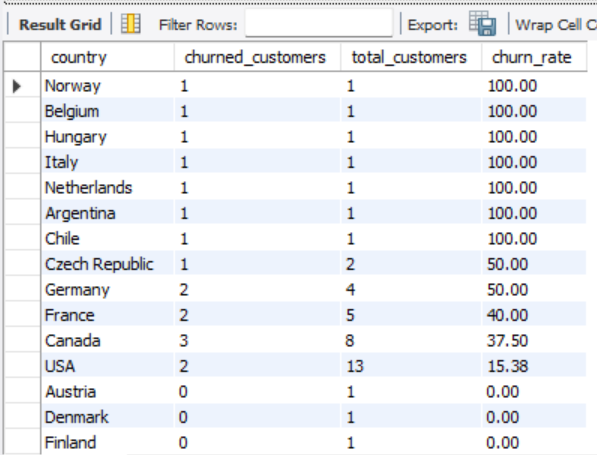 Result Grid Filter Rows: Export: Wrap Cell C
country churned_customers total_customers churn_rate
Norway 1 1 100.00
Belgium 1 1 100.00
Hungary 1 1 100.00
Italy 1 1 100.00
Netherlands 1 1 100.00
Argentina 1 1 100.00
Chile 1 1 100.00
Czech Republic 1 2 50.00
Germany 2 4 50.00
France 2 5 40.00
Canada 3 8 37.50
USA 2 13 15.38
Austria 0 1 0.00
Denmark 0 1 0.00
Finland 0 1 0.00